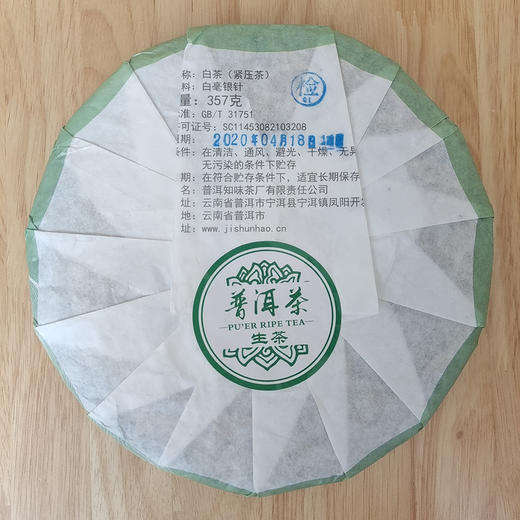 称：白茶（紧压茶）
料：白毫银针
量：357克
准：GB/T 31751
可证号：SC11453082103208
期：2020年04月18日
条件：在清洁、通风、避光、干燥、无异
无污染的条件下贮存
期：在符合贮存条件下，适宜长期保存
名：普洱知味茶厂有限责任公司
址：云南省普洱市宁洱县宁洱镇凤阳开发
地：云南省普洱市
址：www.jishunhao.cn
检
01
普洱茶
PU'ER RIPE TEA
生茶